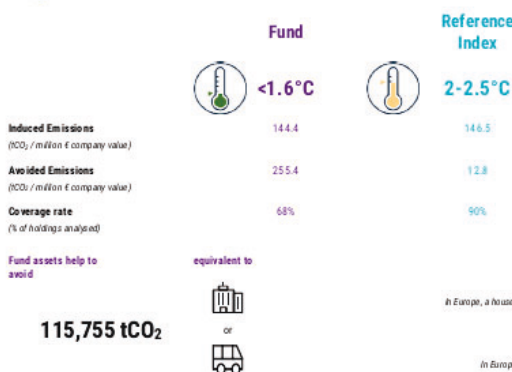 Fund
Reference
Index
<1.6°C
2-2.5°C
Induced Emissions
144.4
146.5
(tCO₂ / million € company value)
Avoided Emissions
255.4
12.8
(tCO₂ / million € company value)
Coverage rate
68%
90%
(% of holdings analysed)
Fund assets help to
avoid
equivalent to
115,755 tCO₂
or
In Europe, a house
In Europ